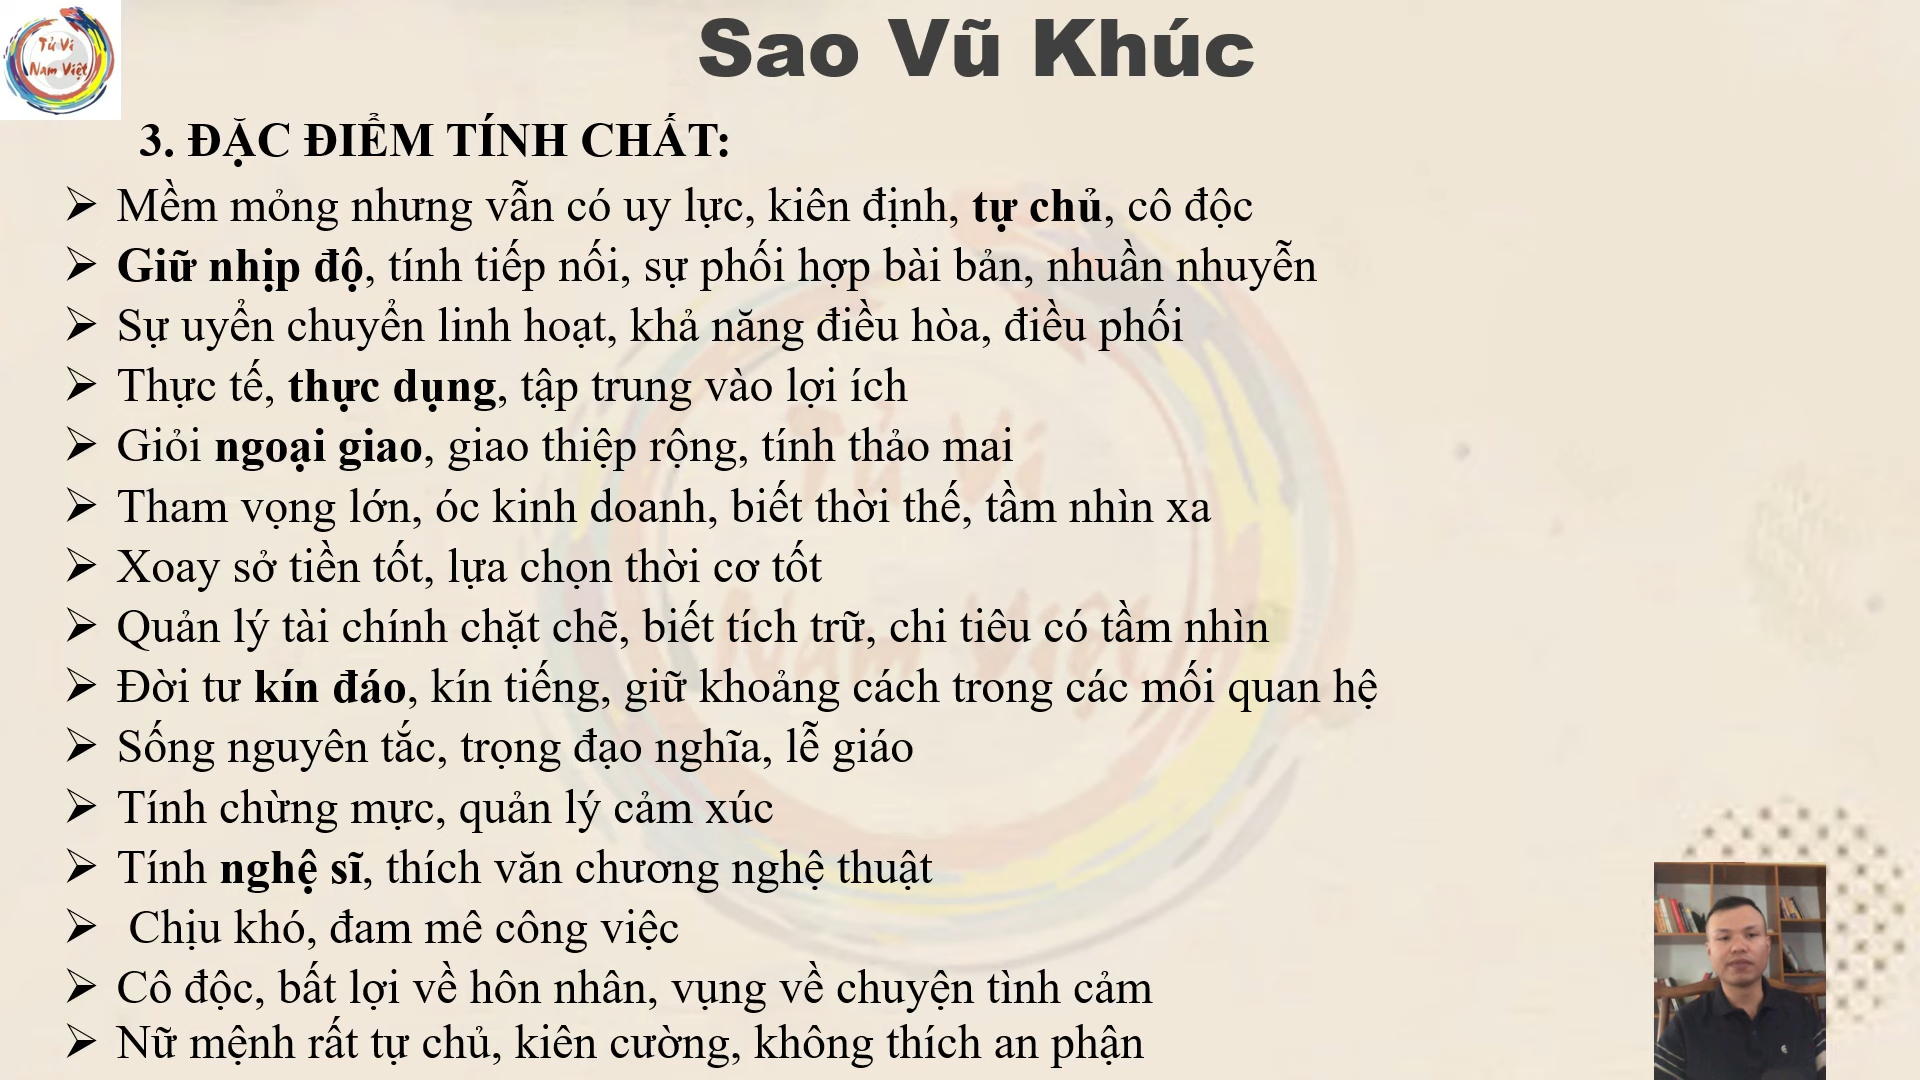 Tử Vi
Nam Việt
Sao Vũ Khúc
3. ĐẶC ĐIỂM TÍNH CHẤT:
Mềm mỏng nhưng vẫn có uy lực, kiên định, tự chủ, cô độc
Giữ nhịp độ, tính tiếp nối, sự phối hợp bài bản, nhuần nhuyễn
Sự uyển chuyển linh hoạt, khả năng điều hòa, điều phối
Thực tế, thực dụng, tập trung vào lợi ích
Giỏi ngoại giao, giao thiệp rộng, tính thảo mai
Tham vọng lớn, óc kinh doanh, biết thời thế, tầm nhìn xa
Xoay sở tiền tốt, lựa chọn thời cơ tốt
Quản lý tài chính chặt chẽ, biết tích trữ, chi tiêu có tầm nhìn
Đời tư kín đáo, kín tiếng, giữ khoảng cách trong các mối quan hệ
Sống nguyên tắc, trọng đạo nghĩa, lễ giáo
Tính chừng mực, quản lý cảm xúc
Tính nghệ sĩ, thích văn chương nghệ thuật
Chịu khó, đam mê công việc
Cô độc, bất lợi về hôn nhân, vụng về chuyện tình cảm
Nữ mệnh rất tự chủ, kiên cường, không thích an phận
Tử Vi
Nam Việt